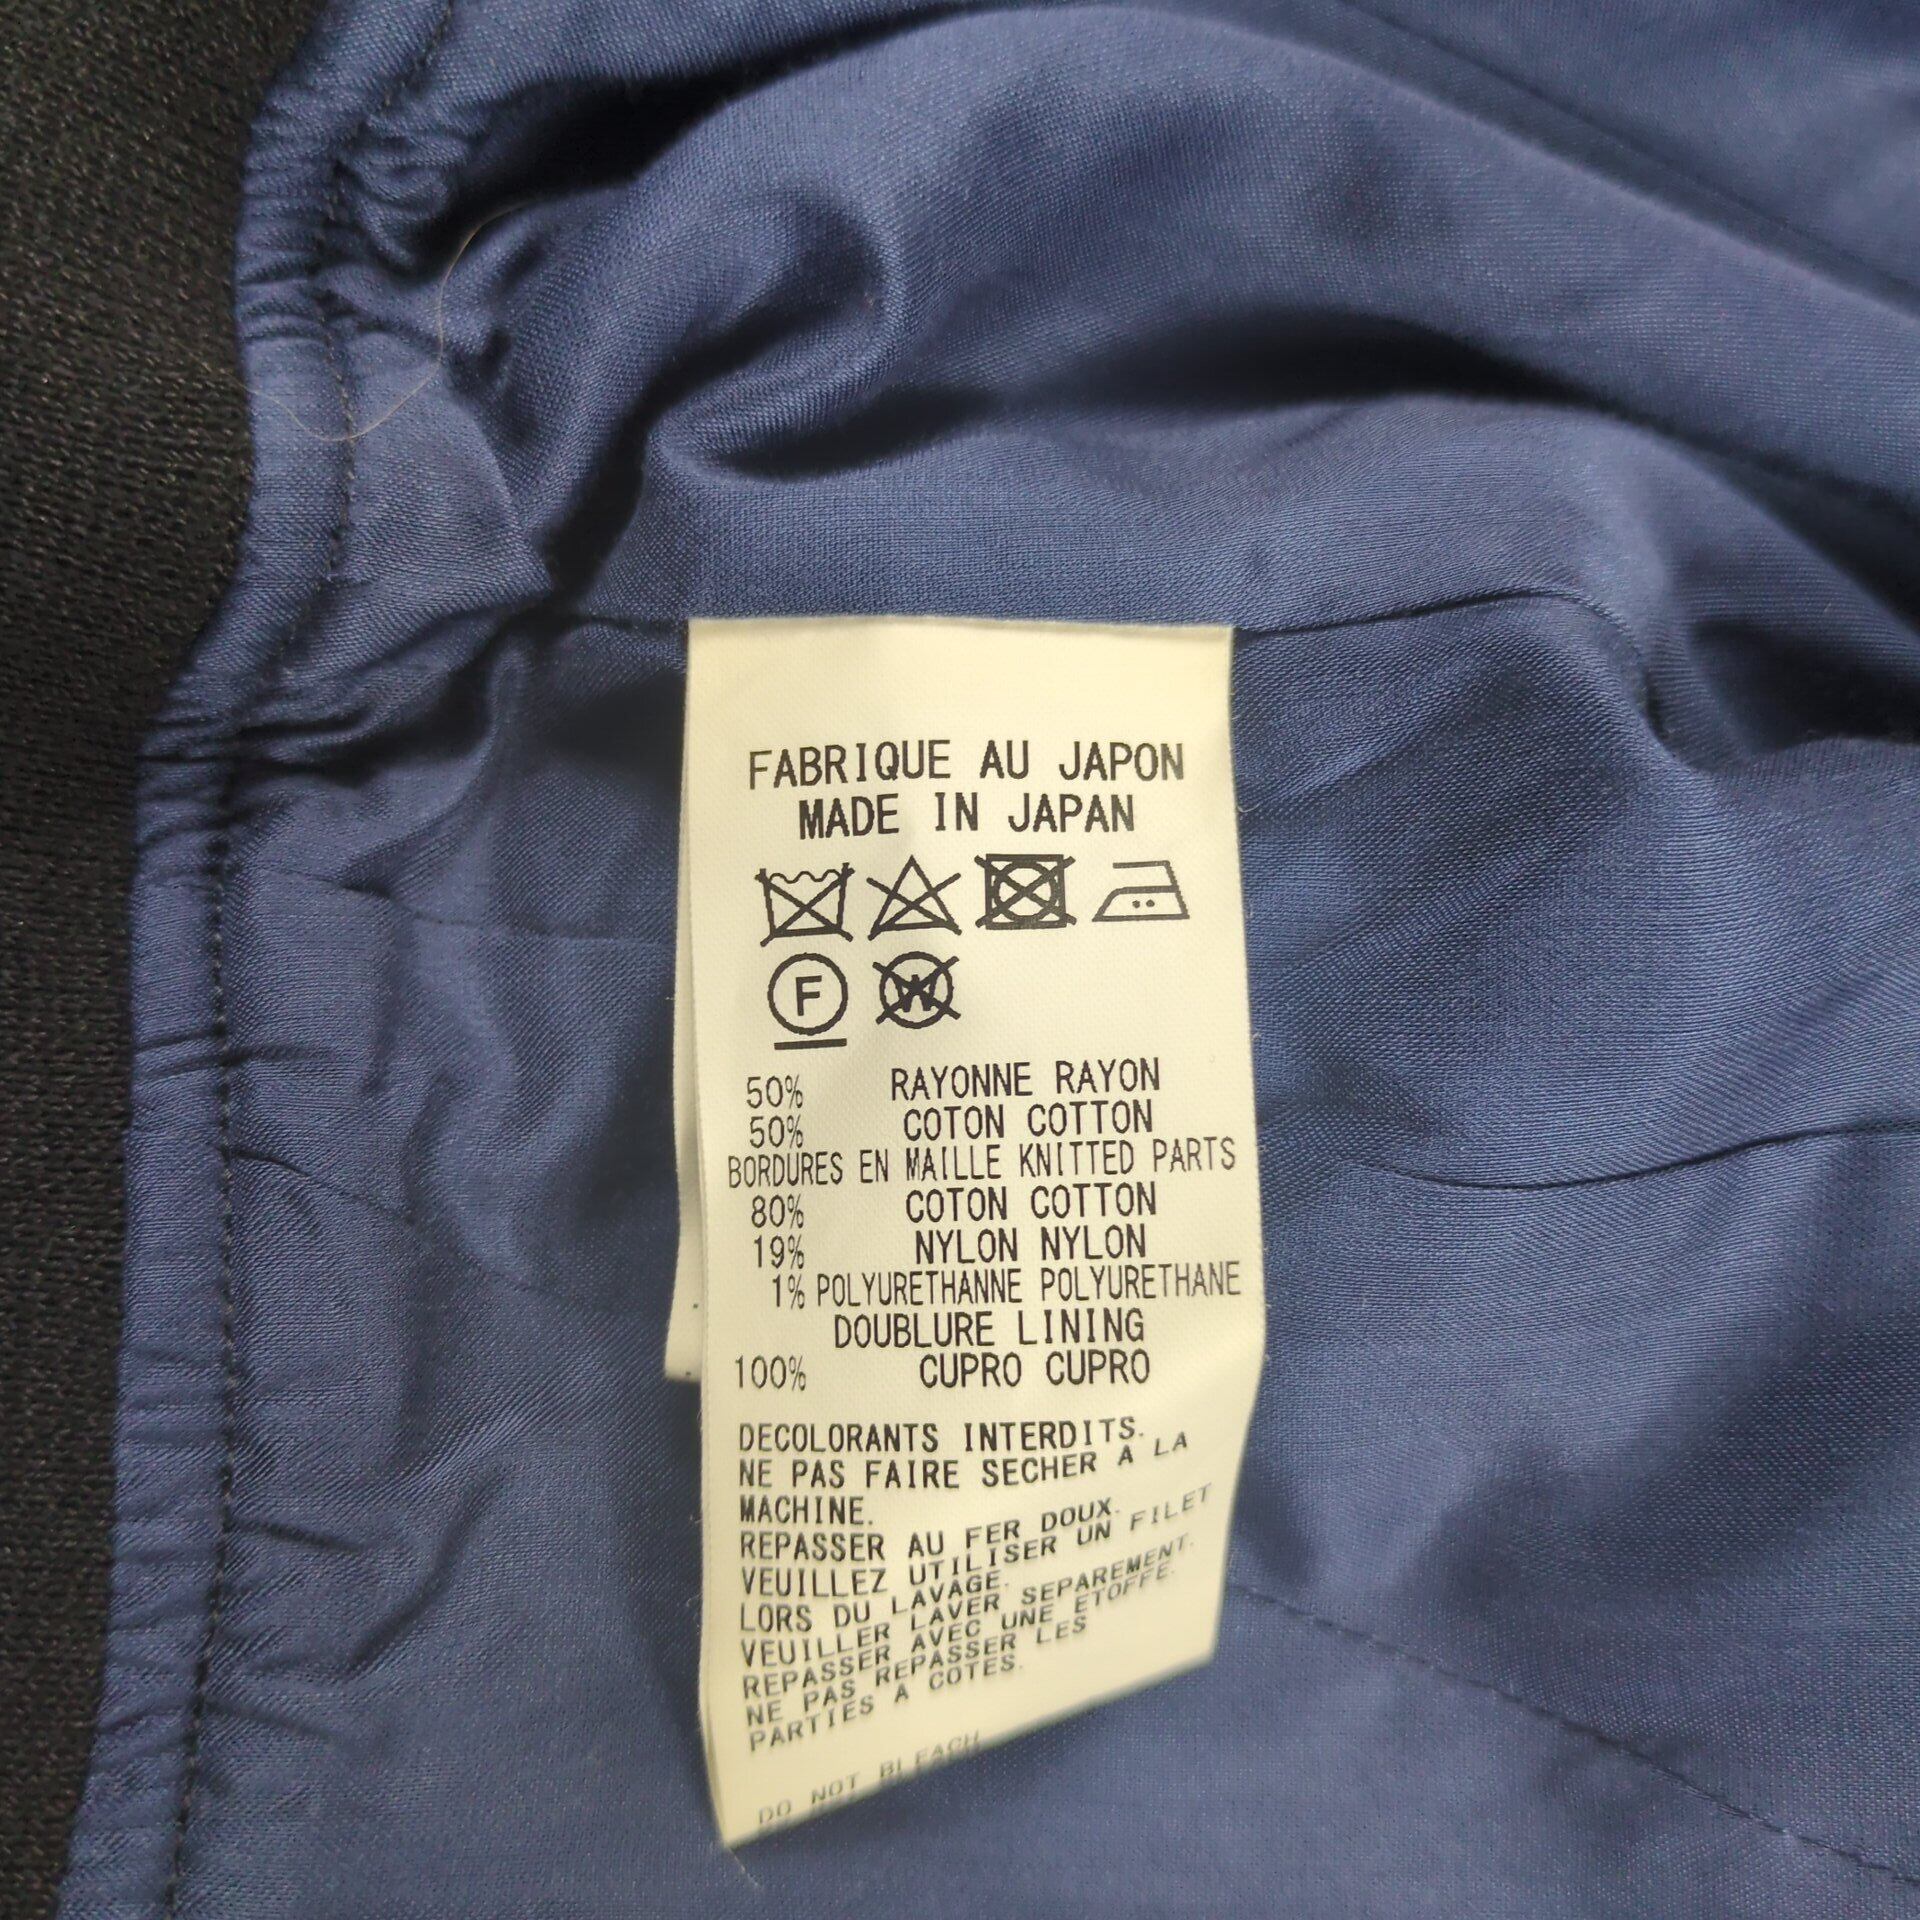 FABRIQUE AU JAPON
MADE IN JAPAN
F W
50% RAYONNE RAYON
50% COTON COTTON
BORDURES EN MAILLE KNITTED PARTS
80% COTON COTTON
19% NYLON NYLON
1% POLYURETHANNE POLYURETHANE
DOUBLURE LINING
100% CUPRO CUPRO
DECOLORANTS INTERDITS.
NE PAS FAIRE SECHER A LA
MACHINE.
REPASSER AU FER DOUX.
VEUILLEZ UTILISER UN FILET
LORS DU LAVAGE.
VEUILLER LAVER SEPAREMENT.
REPASSER AVEC UNE ETOFFE.
NE PAS REPASSER LES
PARTIES A COTES.
DO NOT BLEACH